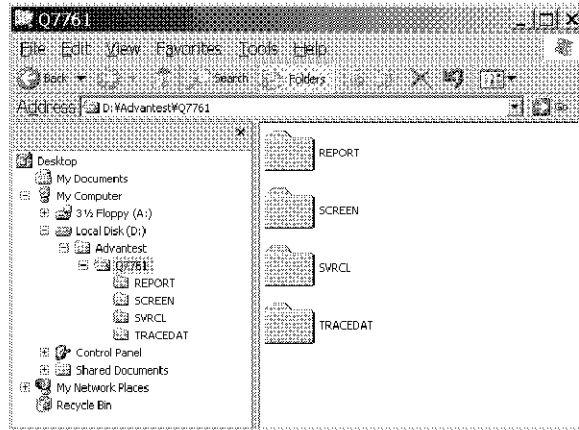 Q7761
File Edit View Favorites Tools Help
Back Search Folders
Address D:¥Advantest¥Q7761 Go
Desktop
My Documents
My Computer
3½ Floppy (A:)
Local Disk (D:)
Advantest
Q7761
REPORT
SCREEN
SVRCL
TRACEDAT
Control Panel
Shared Documents
My Network Places
Recycle Bin
REPORT
SCREEN
SVRCL
TRACEDAT